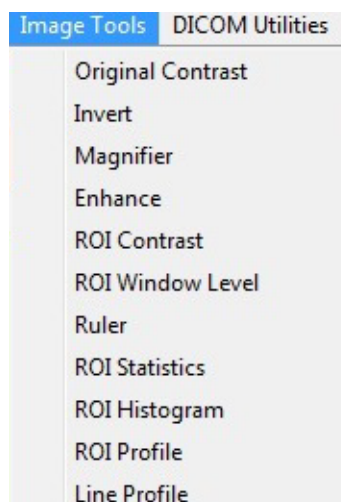 Image Tools DICOM Utilities
Original Contrast
Invert
Magnifier
Enhance
ROI Contrast
ROI Window Level
Ruler
ROI Statistics
ROI Histogram
ROI Profile
Line Profile